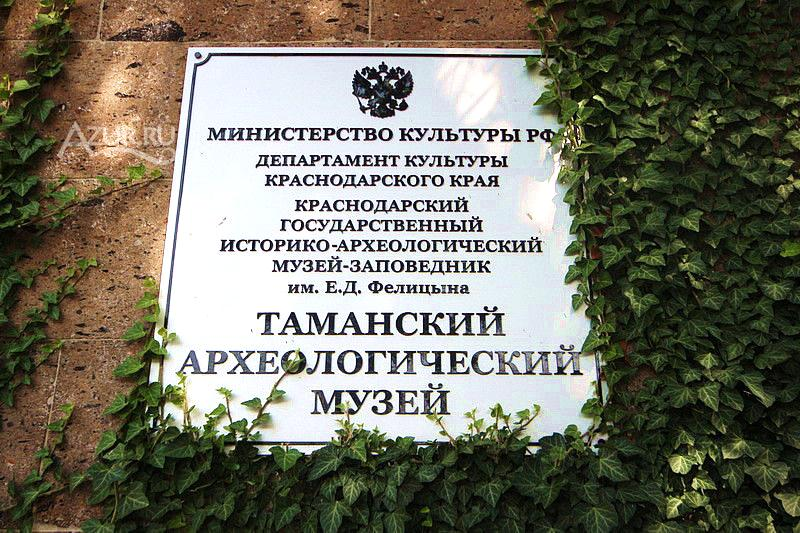 AZUR.RU
МИНИСТЕРСТВО КУЛЬТУРЫ РФ
ДЕПАРТАМЕНТ КУЛЬТУРЫ
КРАСНОДАРСКОГО КРАЯ
КРАСНОДАРСКИЙ
ГОСУДАРСТВЕННЫЙ
ИСТОРИКО-АРХЕОЛОГИЧЕСКИЙ
МУЗЕЙ-ЗАПОВЕДНИК
им. Е.Д. Фелицына
ТАМАНСКИЙ
АРХЕОЛОГИЧЕСКИЙ
МУЗЕЙ